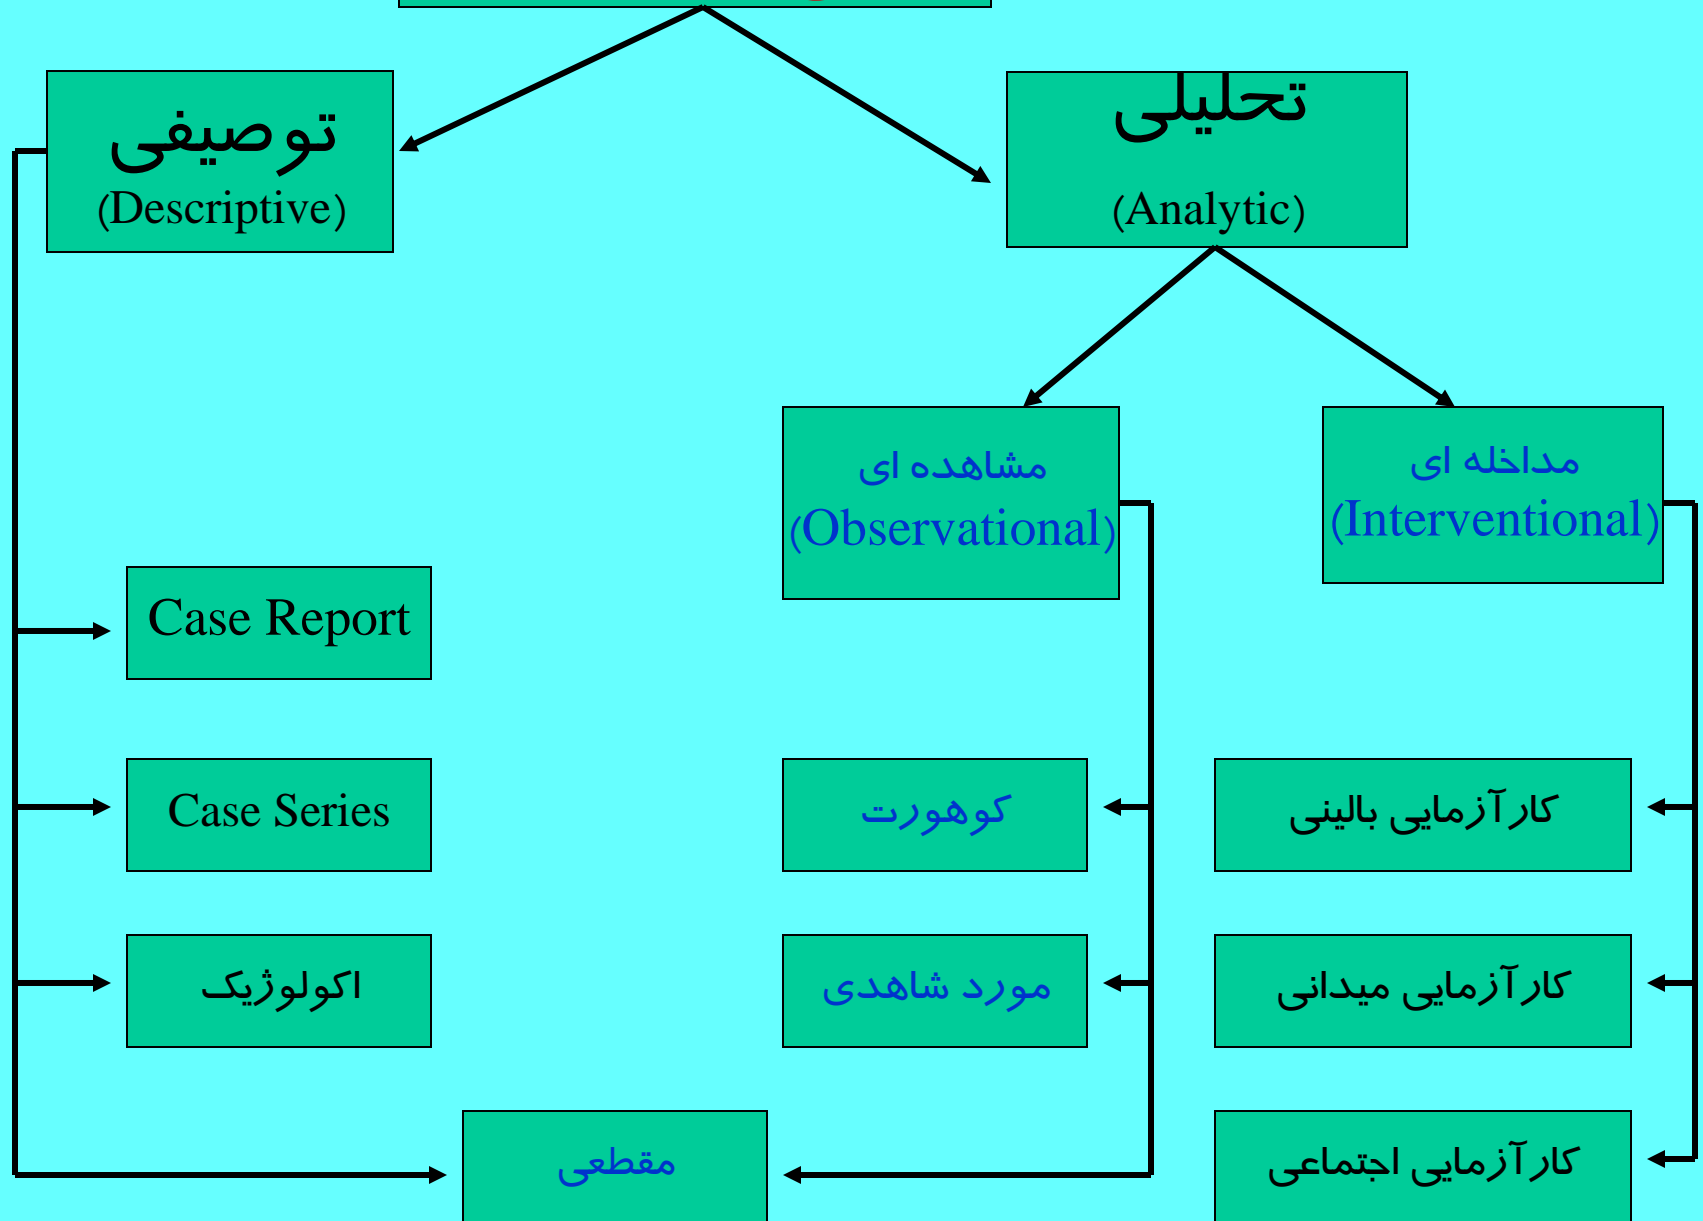 توصیفی
(Descriptive)
تحلیلی
(Analytic)
مشاهده ای
(Observational)
مداخله ای
(Interventional)
Case Report
Case Series
کوهورت
کارآزمایی بالینی
اکولوژیک
مورد شاهدی
کارآزمایی میدانی
مقطعی
کارآزمایی اجتماعی